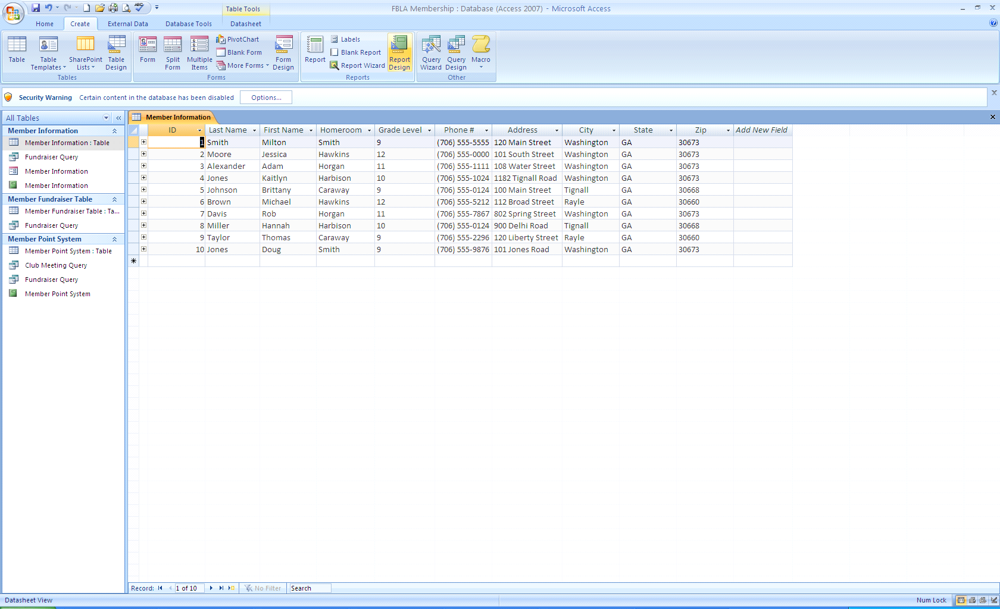 Table Tools
FBLA Membership : Database (Access 2007) - Microsoft Access
Home Create External Data Database Tools Datasheet
Table
Table Templates
SharePoint Lists
Table Design
Tables
Form
Split Form
Multiple Items
PivotChart
Blank Form
More Forms
Form Design
Forms
Report
Labels
Blank Report
Report Wizard
Report Design
Reports
Query Wizard
Query Design
Macro
Other
Security Warning Certain content in the database has been disabled Options...
All Tables
Member Information
Member Information : Table
Fundraiser Query
Member Information
Member Information
Member Fundraiser Table
Member Fundraiser Table : Ta...
Fundraiser Query
Member Point System
Member Point System : Table
Club Meeting Query
Fundraiser Query
Member Point System
Member Information
ID Last Name First Name Homeroom Grade Level Phone # Address City State Zip Add New Field
1 Smith Milton Smith 9 (706) 555-5555 120 Main Street Washington GA 30673
2 Moore Jessica Hawkins 12 (706) 555-0000 101 South Street Washington GA 30673
3 Alexander Adam Horgan 11 (706) 555-1111 108 Water Street Washington GA 30673
4 Jones Kaitlyn Harbison 10 (706) 555-1024 1182 Tignall Road Washington GA 30673
5 Johnson Brittany Caraway 9 (706) 555-0124 100 Main Street Tignall GA 30668
6 Brown Michael Hawkins 12 (706) 555-5212 112 Broad Street Rayle GA 30660
7 Davis Rob Horgan 11 (706) 555-7867 802 Spring Street Washington GA 30673
8 Miller Hannah Harbison 10 (706) 555-0124 900 Delhi Road Tignall GA 30668
9 Taylor Thomas Caraway 9 (706) 555-2296 120 Liberty Street Rayle GA 30660
10 Jones Doug Smith 9 (706) 555-9876 101 Jones Road Washington GA 30673
Record: 1 of 10 No Filter Search
Datasheet View Num Lock